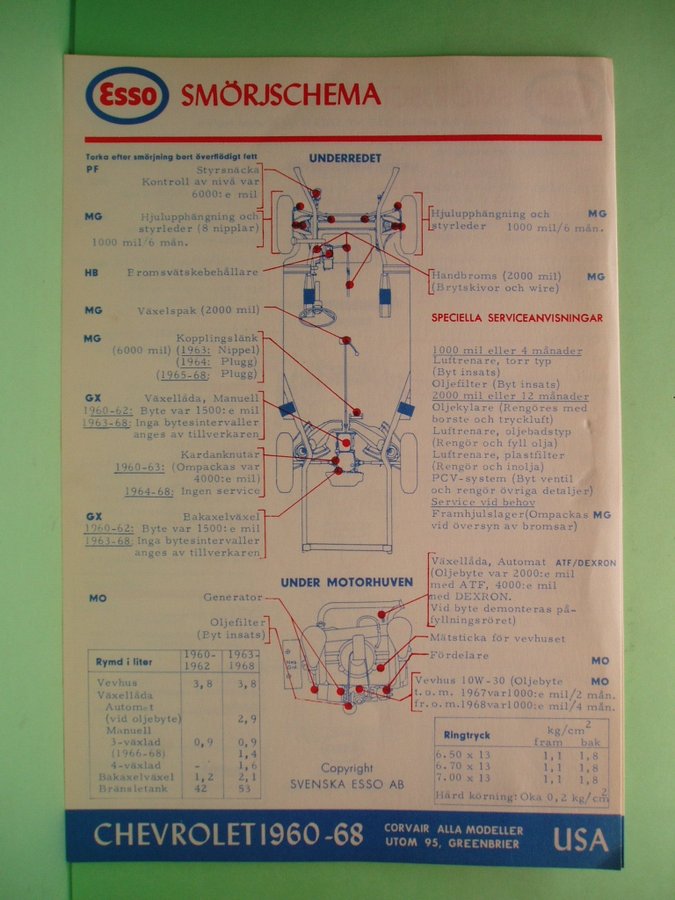 Esso SMÖRJSCHEMA
Torka efter smörjning bort överflödigt fett
UNDERREDET
PF Styrsnäcka
Kontroll av nivå var
6000:e mil
MG Hjulupphängning och
styrleder (8 nipplar)
1000 mil/6 mån.
HB Bromsvätskebehållare
MG Växelspak (2000 mil)
MG Kopplingslänk
(6000 mil) (1963: Nippel)
(1964: Plugg)
(1965-68: Plugg)
GX Växellåda, Manuell
1960-62: Byte var 1500:e mil
1963-68: Inga bytesintervaller
anges av tillverkaren
Kardanknutar
1960-63: (Ompackas var
4000:e mil)
1964-68: Ingen service
GX Bakaxelväxel
1960-62: Byte var 1500:e mil
1963-68: Inga bytesintervaller
anges av tillverkaren
Hjulupphängning och MG
styrleder 1000 mil/6 mån.
Handbroms (2000 mil) MG
(Brytskivor och wire)
SPECIELLA SERVICEANVISNINGAR
1000 mil eller 4 månader
Luftrenare, torr typ
(Byt insats)
Oljefilter (Byt insats)
2000 mil eller 12 månader
Oljekylare (Rengöres med
borste och tryckluft)
Luftrenare, oljebadstyp
(Rengör och fyll olja)
Luftrenare, plastfilter
(Rengör och inolja)
PCV-system (Byt ventil
och rengör övriga detaljer)
Service vid behov
Framhjulslager(Ompackas MG
vid översyn av bromsar)
UNDER MOTORHUVEN
MO Generator
Oljefilter
(Byt insats)
Växellåda, Automat ATF/DEXRON
(Oljebyte var 2000:e mil
med ATF, 4000:e mil
med DEXRON.
Vid byte demonteras på-
fyllningsröret)
Mätsticka för vevhuset
Fördelare MO
Vevhus 10W-30 (Oljebyte MO
t.o.m. 1967var1000:e mil/2 mån.
fr.o.m.1968var1000:e mil/4 mån.
Rymd i liter 1960-1962 1963-1968
Vevhus 3,8 3,8
Växellåda
Automat
(vid oljebyte) 2,9
Manuell
3-växlad 0,9 0,9
(1966-68) 1,4
4-växlad - 1,6
Bakaxelväxel 1,2 2,1
Bränsletank 42 53
Copyright
SVENSKA ESSO AB
Ringtryck kg/cm2
fram bak
6.50 x 13 1,1 1,8
6.70 x 13 1,1 1,8
7.00 x 13 1,1 1,8
Hård körning: Öka 0,2 kg/cm2
CHEVROLET 1960-68 CORVAIR ALLA MODELLER
UTOM 95, GREENBRIER USA